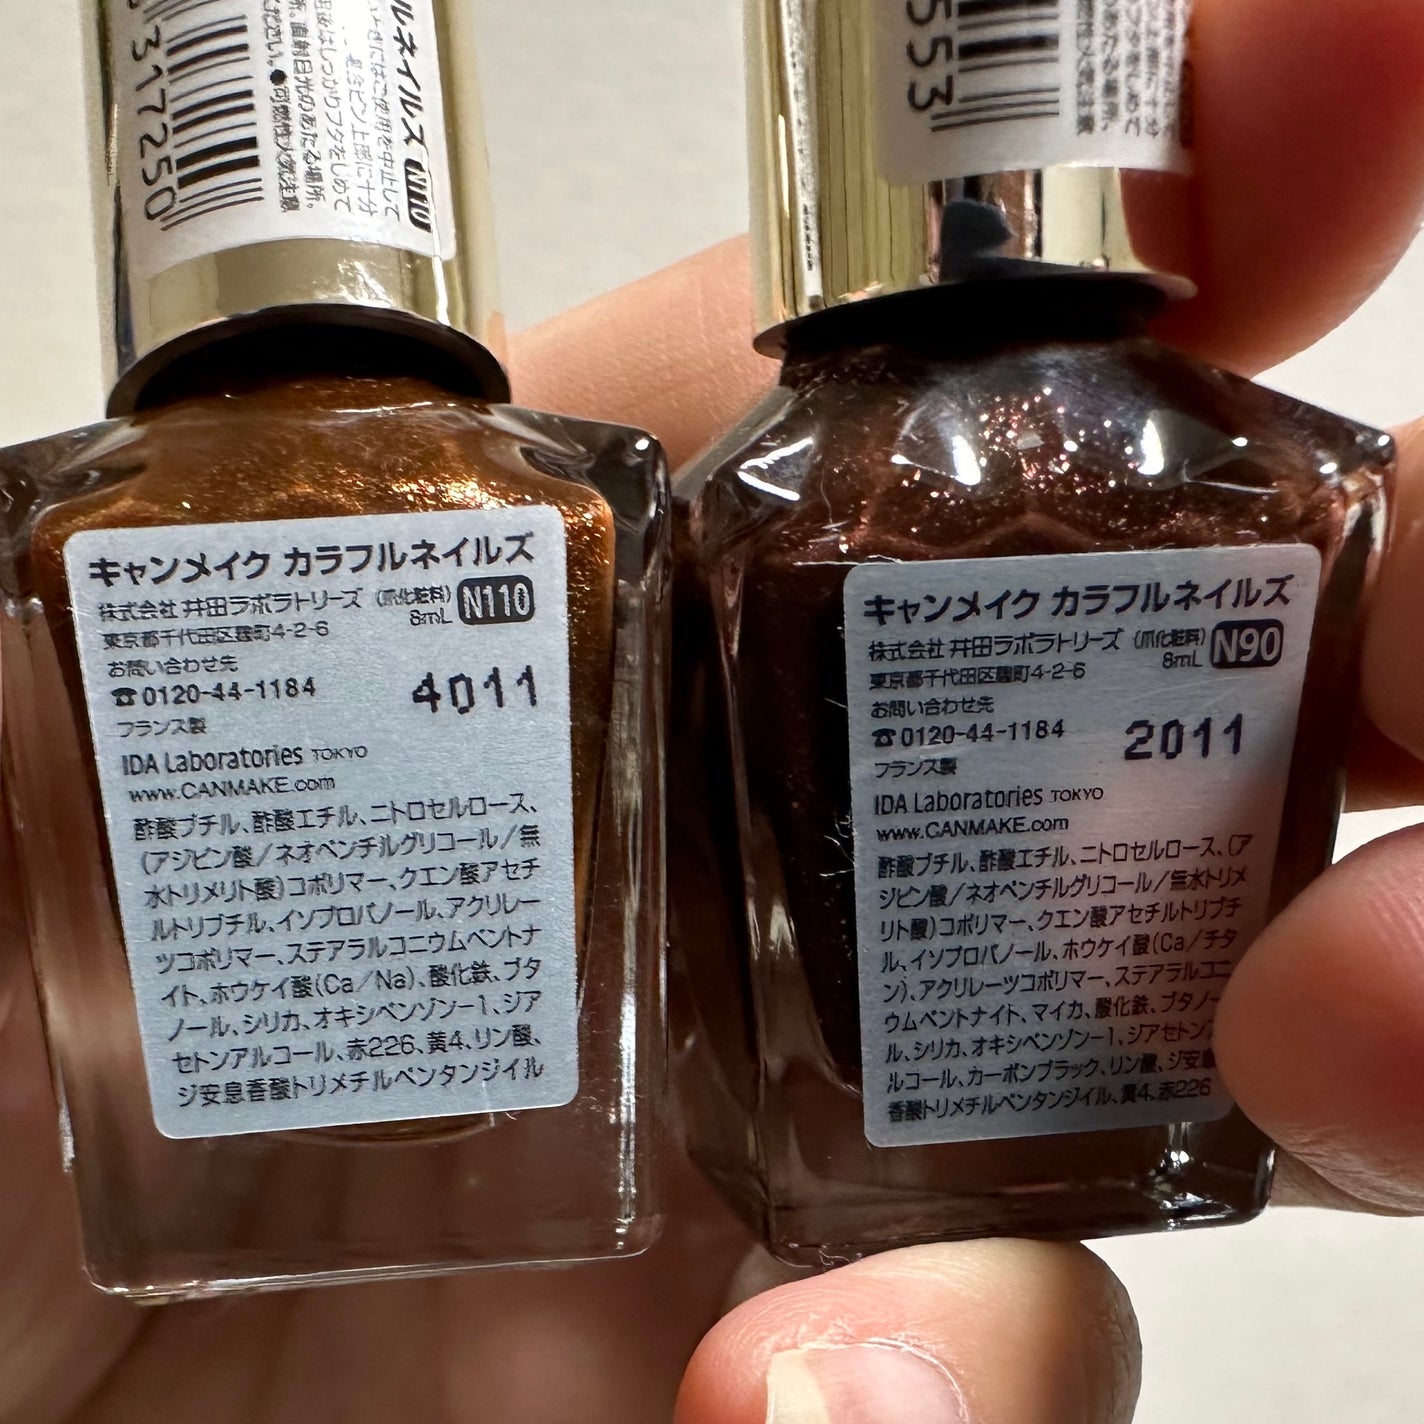 317250
ルネイルズ N110
キャンメイク カラフルネイルズ
株式会社 井田ラボラトリーズ (爪化粧料) N110
東京都千代田区麹町4-2-6 8mL
お問い合わせ先
☎0120-44-1184
4011
フランス製
IDA Laboratories TOKYO
www.CANMAKE.com
酢酸ブチル、酢酸エチル、ニトロセルロース、
(アジピン酸/ネオペンチルグリコール/無
水トリメリト酸)コポリマー、クエン酸アセチ
ルトリブチル、イソプロパノール、アクリレー
ツコポリマー、ステアラルコニウムベントナ
イト、ホウケイ酸(Ca/Na)、酸化鉄、ブタ
ノール、シリカ、オキシベンゾン-1、ジア
セトンアルコール、赤226、黄4、リン酸、
ジ安息香酸トリメチルペンタンジイル
553
キャンメイク カラフルネイルズ
株式会社 井田ラボラトリーズ (爪化粧料) N90
東京都千代田区麹町4-2-6 8mL
お問い合わせ先
☎0120-44-1184
2011
フランス製
IDA Laboratories TOKYO
www.CANMAKE.com
酢酸ブチル、酢酸エチル、ニトロセルロース、(ア
ジピン酸/ネオペンチルグリコール/無水トリメ
リト酸)コポリマー、クエン酸アセチルトリブチ
ル、イソプロパノール、ホウケイ酸(Ca/チタ
ン)、アクリレーツコポリマー、ステアラルコニ
ウムベントナイト、マイカ、酸化鉄、ブタノー
ル、シリカ、オキシベンゾン-1、ジアセトンア
ルコール、カーボンブラック、リン酸、ジ安息
香酸トリメチルペンタンジイル、黄4、赤226